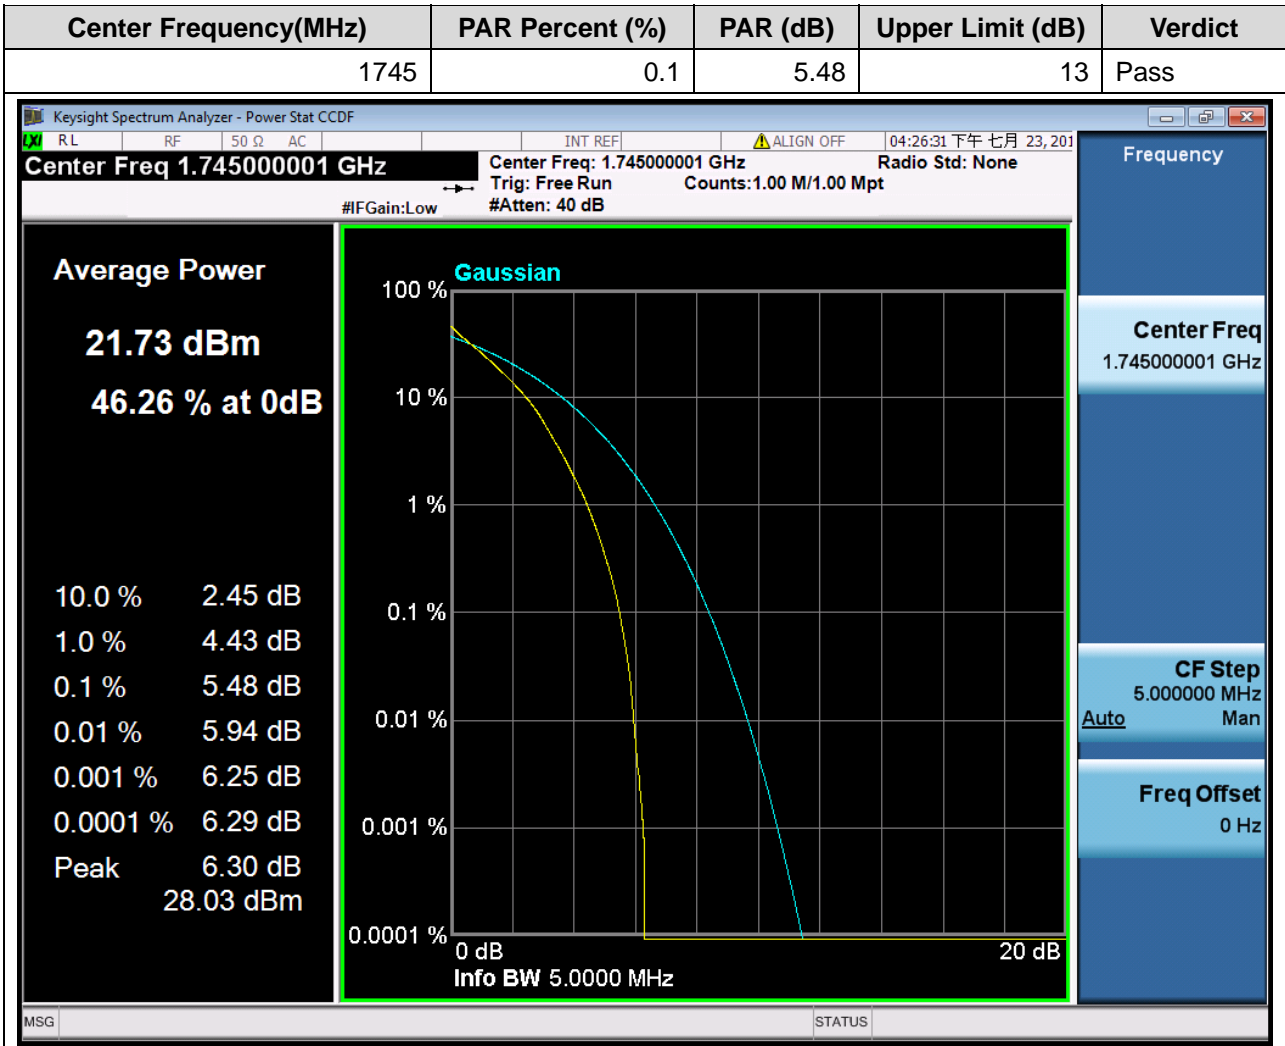 Center Frequency(MHz) PAR Percent (%) PAR (dB) Upper Limit (dB) Verdict
1745 0.1 5.48 13 Pass
Keysight Spectrum Analyzer - Power Stat CCDF
LXI RL RF 50 Ω AC INT REF ALIGN OFF 04:26:31 下午 七月 23, 201
Center Freq 1.745000001 GHz
Center Freq: 1.745000001 GHz Radio Std: None
Trig: Free Run Counts:1.00 M/1.00 Mpt
#IFGain:Low #Atten: 40 dB
Average Power
21.73 dBm
46.26 % at 0dB
10.0 % 2.45 dB
1.0 % 4.43 dB
0.1 % 5.48 dB
0.01 % 5.94 dB
0.001 % 6.25 dB
0.0001 % 6.29 dB
Peak 6.30 dB
28.03 dBm
Gaussian
100 %
10 %
1 %
0.1 %
0.01 %
0.001 %
0.0001 %
0 dB 20 dB
Info BW 5.0000 MHz
Frequency
Center Freq
1.745000001 GHz
CF Step
5.000000 MHz
Auto Man
Freq Offset
0 Hz
MSG STATUS